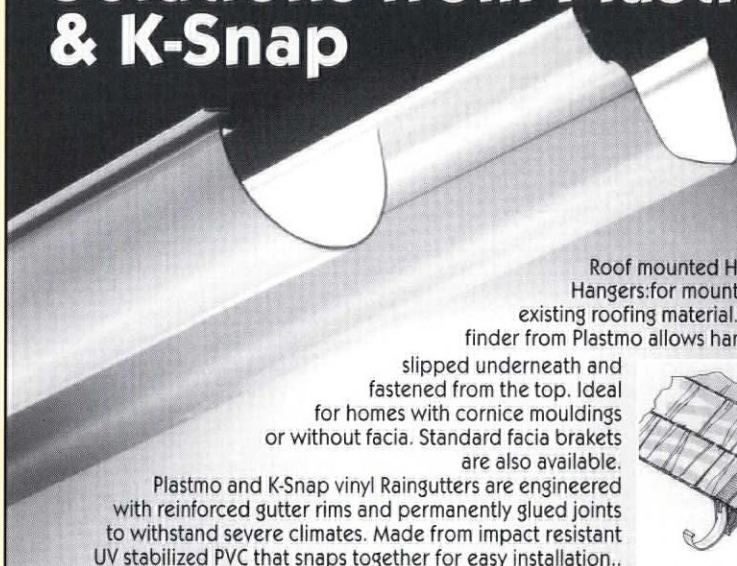 & K-Snap
Roof mounted H
Hangers:for mount
existing roofing material.
finder from Plastmo allows har
slipped underneath and
fastened from the top. Ideal
for homes with cornice mouldings
or without facia. Standard facia brakets
are also available.
Plastmo and K-Snap vinyl Raingutters are engineered
with reinforced gutter rims and permanently glued joints
to withstand severe climates. Made from impact resistant
UV stabilized PVC that snaps together for easy installation..